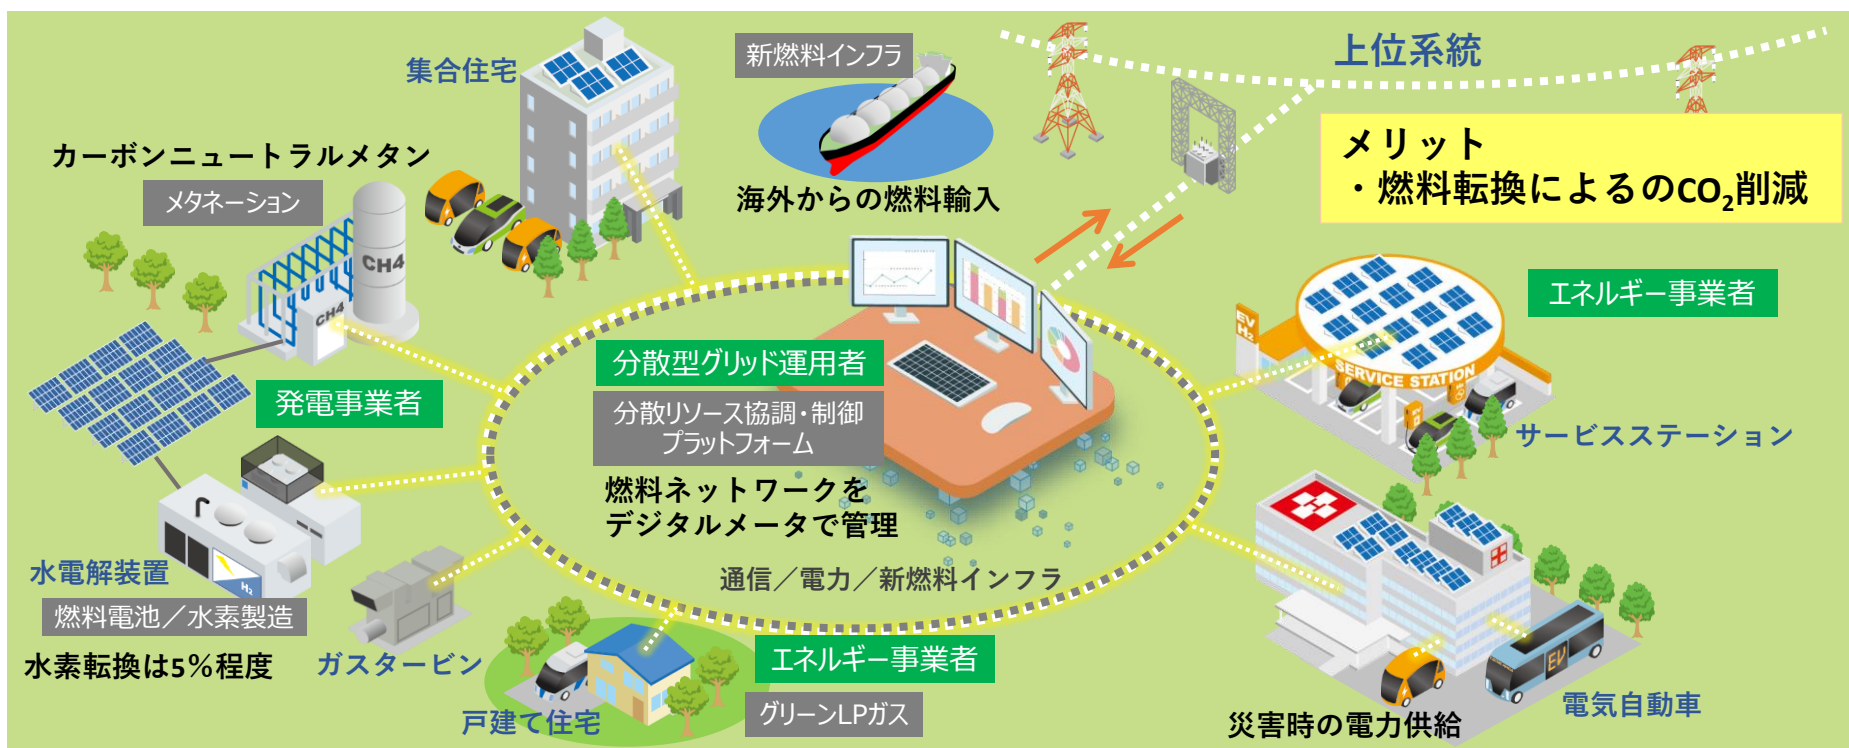 集合住宅
新燃料インフラ
上位系統
メリット
・燃料転換によるのCO₂削減
カーボンニュートラルメタン
メタネーション
海外からの燃料輸入
CH4
CH4
エネルギー事業者
EV
H₂
SERVICE STATION
サービスステーション
発電事業者
分散型グリッド運用者
分散リソース協調・制御
プラットフォーム
燃料ネットワークを
デジタルメータで管理
通信／電力／新燃料インフラ
水電解装置
H₂
燃料電池／水素製造
水素転換は5％程度
ガスタービン
戸建て住宅
エネルギー事業者
グリーンLPガス
EV
災害時の電力供給
電気自動車